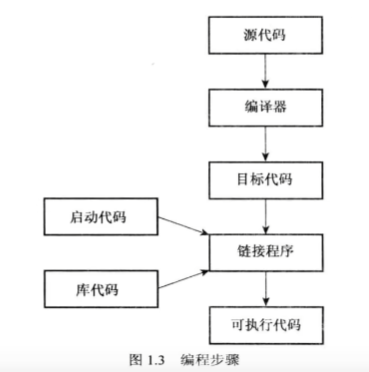 源代码
编译器
目标代码
启动代码
链接程序
库代码
可执行代码
图 1.3 编程步骤